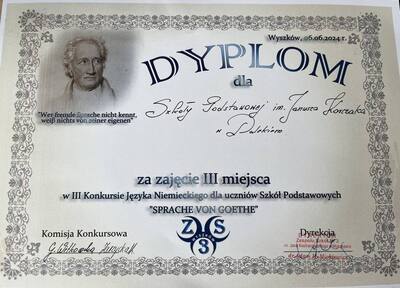 Wyszków, 06.06.2024 r.
DYPLOM
dla
Szkoły Podstawowej im. Janusza Korczaka
w
"Wer fremde Sprache nicht kennt,
weiß nichts von seiner eigenen"
za zajęcie III miejsca
w III Konkursie Języka Niemieckiego dla uczniów Szkół Podstawowych
"SPRACHE VON GOETHE"
Z S
3
Komisja Konkursowa
Dyrekcja